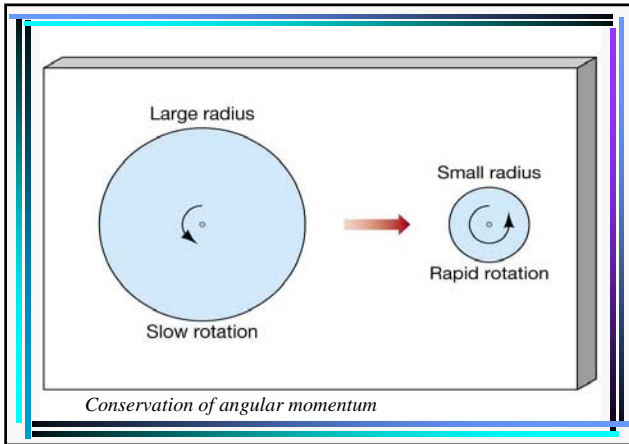 Large radius
Small radius
Rapid rotation
Slow rotation
Conservation of angular momentum